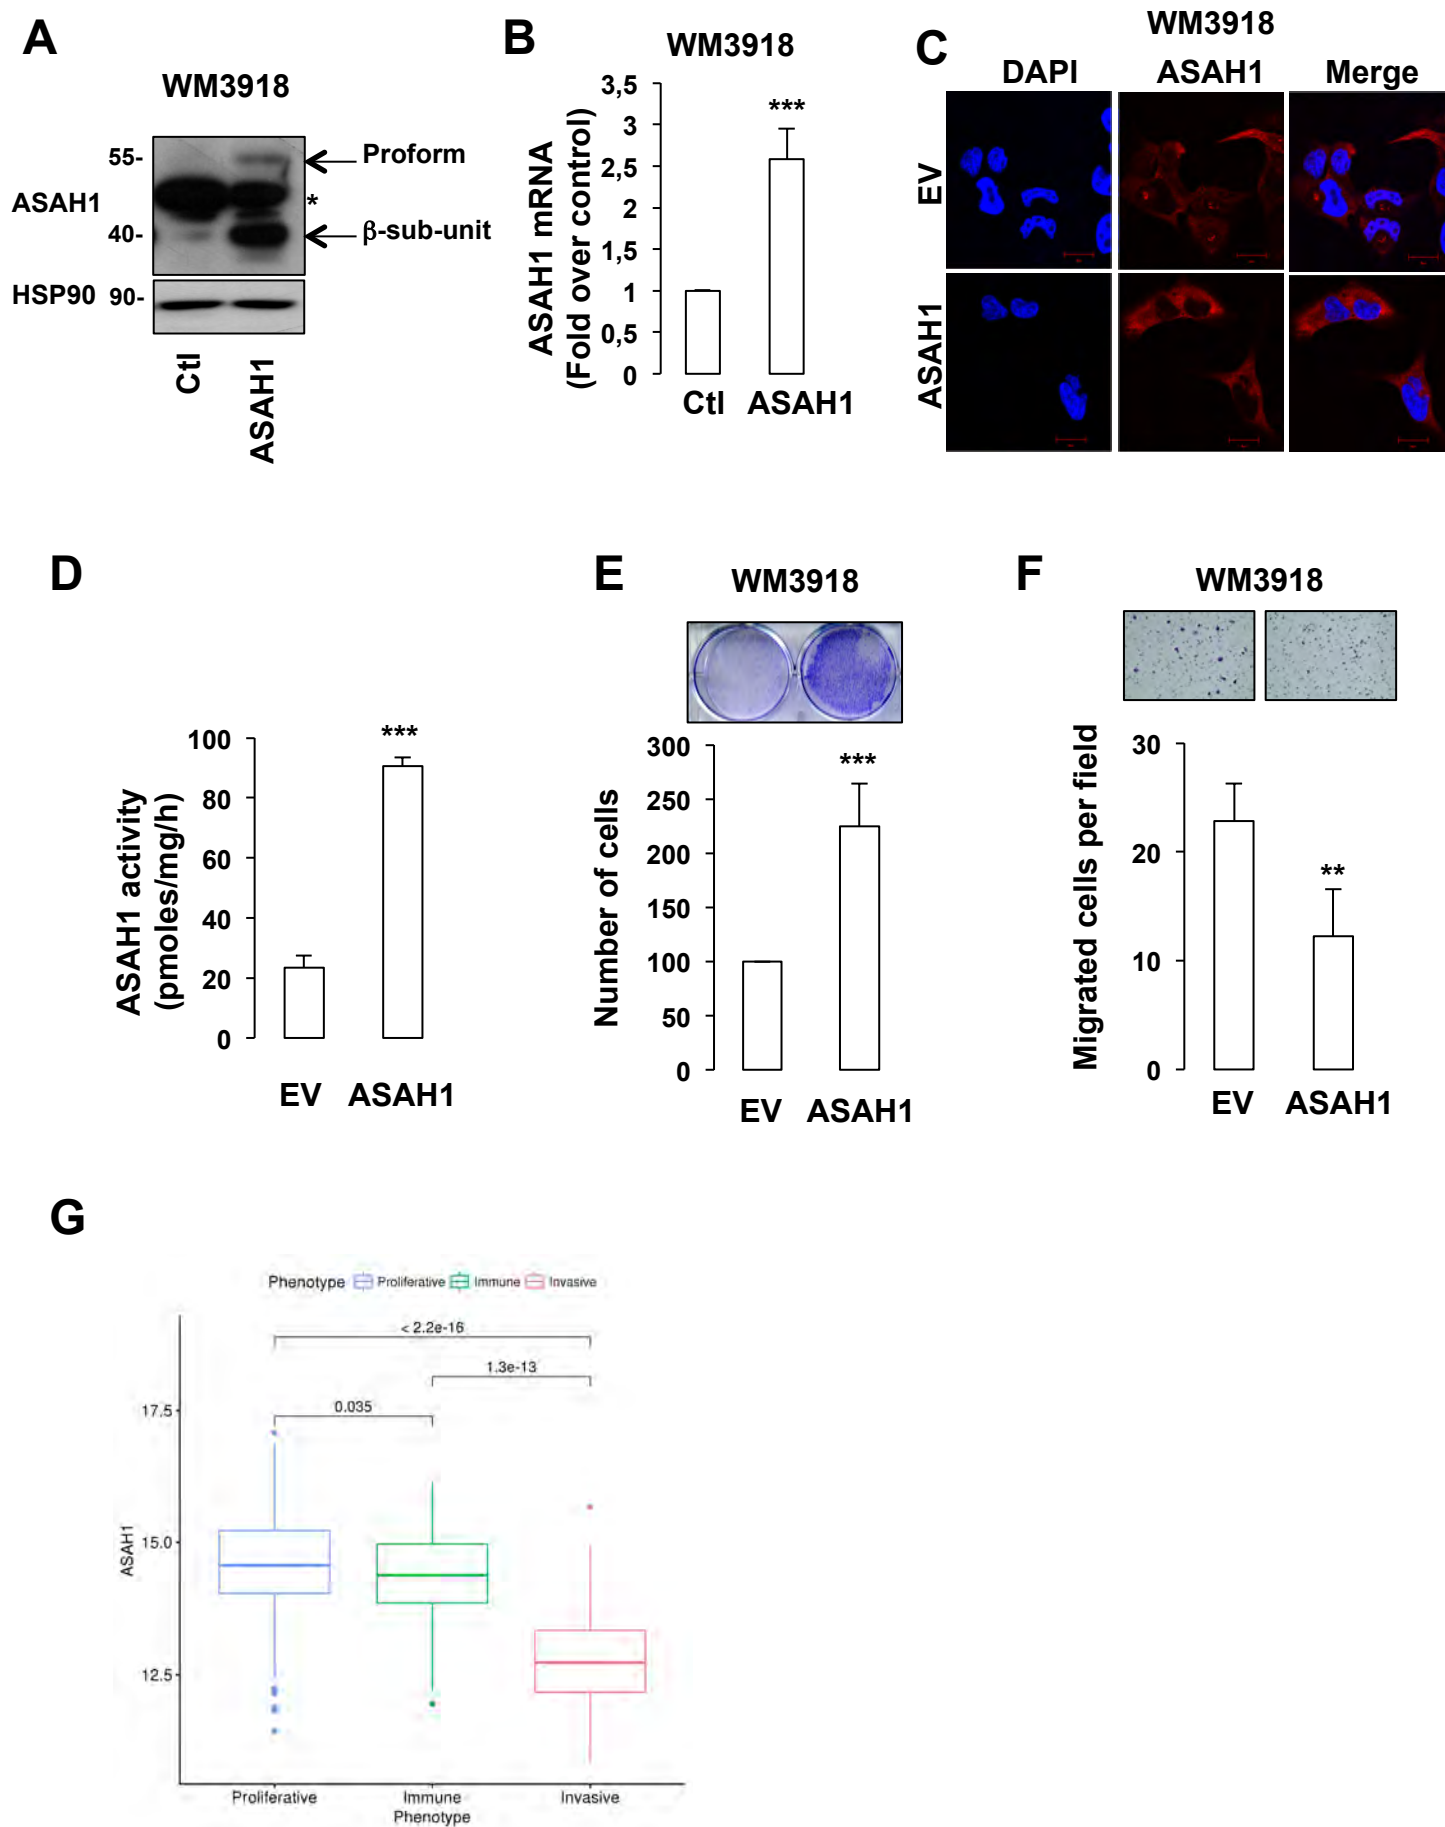 A
WM3918
55-
Proform
ASAH1
*
40-
β-sub-unit
HSP90 90-
Ctl
ASAH1
B
WM3918
ASAH1 mRNA
(Fold over control)
3,5
3
2,5
2
1,5
1
0,5
0
***
Ctl ASAH1
C
WM3918
DAPI ASAH1 Merge
EV
ASAH1
D
ASAH1 activity
(pmoles/mg/h)
100
80
60
40
20
0
***
EV ASAH1
E
WM3918
Number of cells
300
250
200
150
100
50
0
***
EV ASAH1
F
WM3918
Migrated cells per field
30
20
10
0
**
EV ASAH1
G
Phenotype Proliferative Immune Invasive
< 2.2e-16
1.3e-13
0.035
17.5
15.0
12.5
ASAH1
Proliferative Immune Invasive
Phenotype